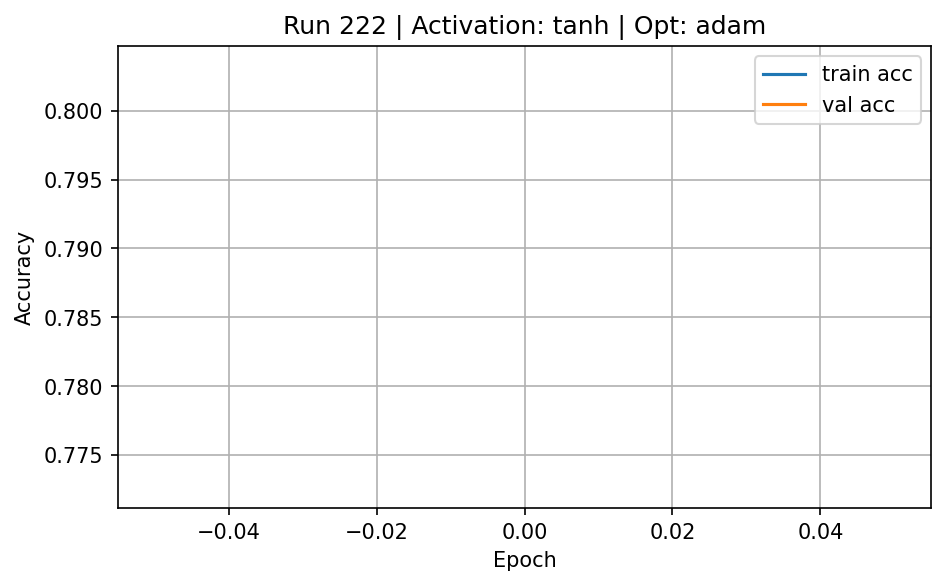 Run 222 | Activation: tanh | Opt: adam
train acc
val acc
0.800
0.795
0.790
0.785
0.780
0.775
Accuracy
−0.04
−0.02
0.00
0.02
0.04
Epoch